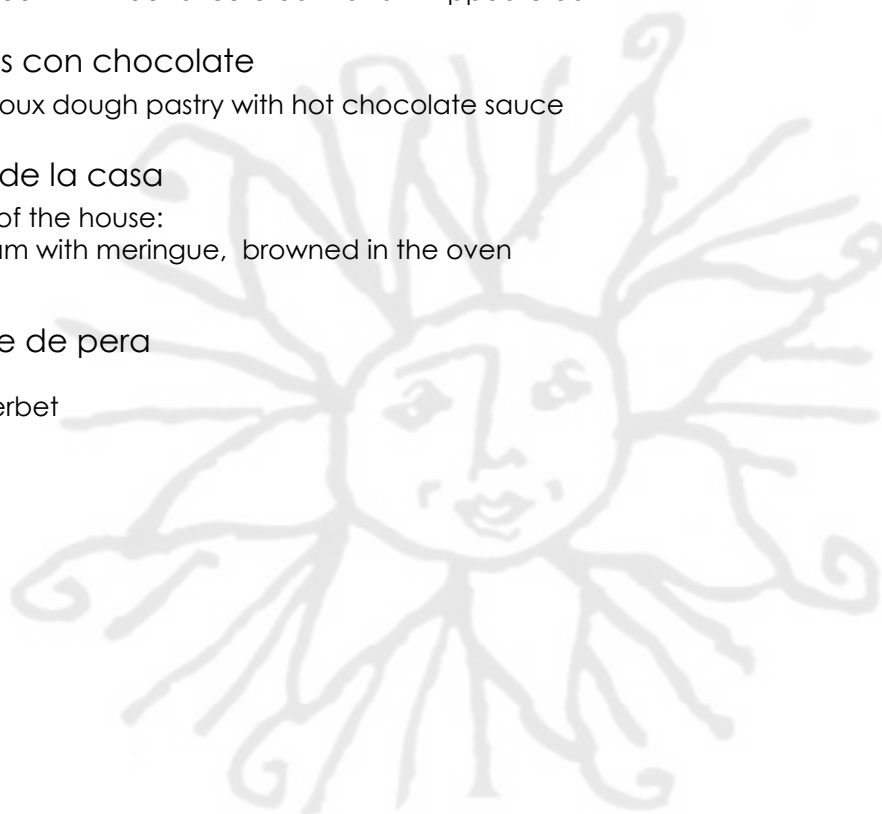 s con chocolate
oux dough pastry with hot chocolate sauce
de la casa
of the house:
am with meringue, browned in the oven
e de pera
erbet